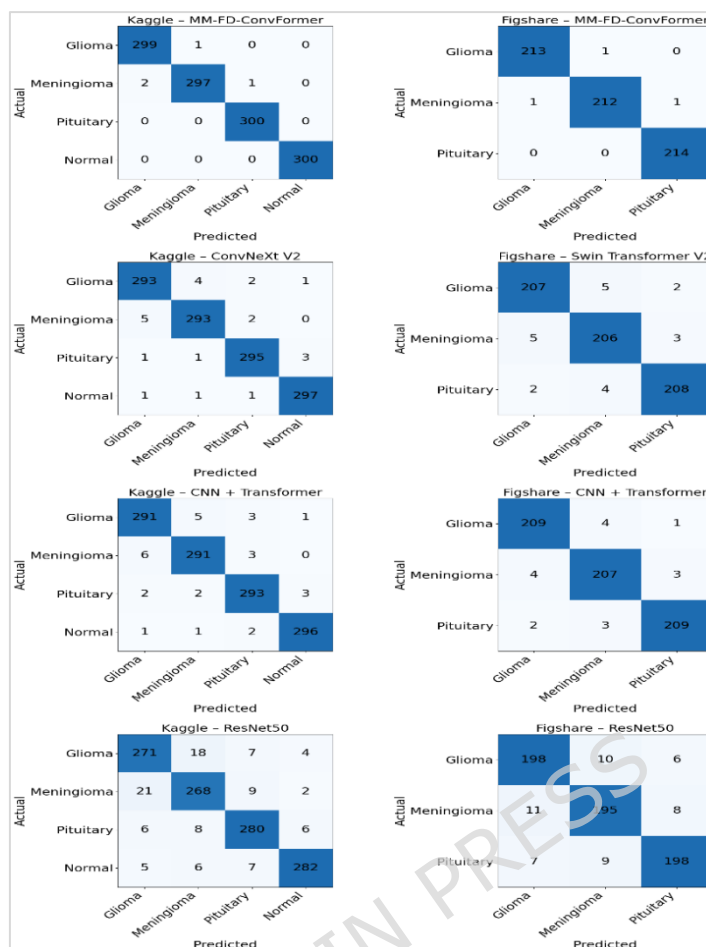 Kaggle – MM-FD-ConvFormer
Actual
Glioma 299 1 0 0
Meningioma 2 297 1 0
Pituitary 0 0 300 0
Normal 0 0 0 300
Glioma Meningioma Pituitary Normal
Predicted
Figshare – MM-FD-ConvFormer
Actual
Glioma 213 1 0
Meningioma 1 212 1
Pituitary 0 0 214
Glioma Meningioma Pituitary
Predicted
Kaggle – ConvNeXt V2
Actual
Glioma 293 4 2 1
Meningioma 5 293 2 0
Pituitary 1 1 295 3
Normal 1 1 1 297
Glioma Meningioma Pituitary Normal
Predicted
Figshare – Swin Transformer V2
Actual
Glioma 207 5 2
Meningioma 5 206 3
Pituitary 2 4 208
Glioma Meningioma Pituitary
Predicted
Kaggle – CNN + Transformer
Actual
Glioma 291 5 3 1
Meningioma 6 291 3 0
Pituitary 2 2 293 3
Normal 1 1 2 296
Glioma Meningioma Pituitary Normal
Predicted
Figshare – CNN + Transformer
Actual
Glioma 209 4 1
Meningioma 4 207 3
Pituitary 2 3 209
Glioma Meningioma Pituitary
Predicted
Kaggle – ResNet50
Actual
Glioma 271 18 7 4
Meningioma 21 268 9 2
Pituitary 6 8 280 6
Normal 5 6 7 282
Glioma Meningioma Pituitary Normal
Predicted
Figshare – ResNet50
Actual
Glioma 198 10 6
Meningioma 11 195 8
Pituitary 7 9 198
Glioma Meningioma Pituitary
Predicted
IN PRESS